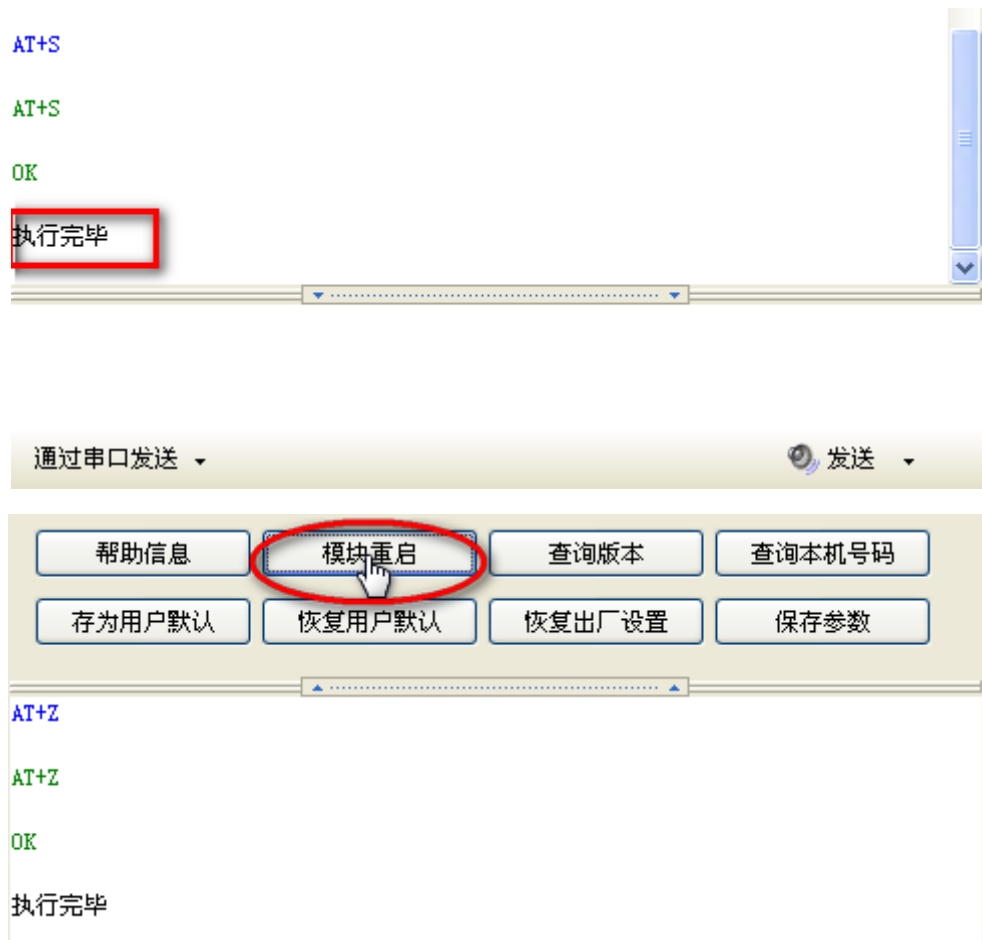 AT+S
AT+S
OK
执行完毕
通过串口发送 发送
帮助信息 模块重启 查询版本 查询本机号码
存为用户默认 恢复用户默认 恢复出厂设置 保存参数
AT+Z
AT+Z
OK
执行完毕